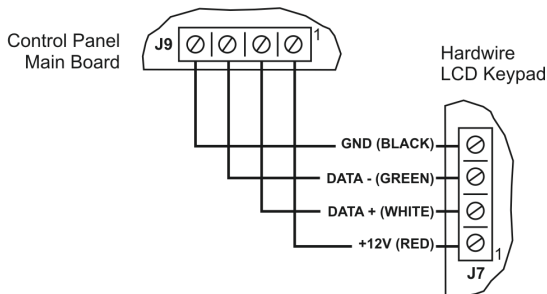 Control Panel
Main Board
J9
1
Hardwire
LCD Keypad
GND (BLACK)
DATA - (GREEN)
DATA + (WHITE)
+12V (RED)
1
J7